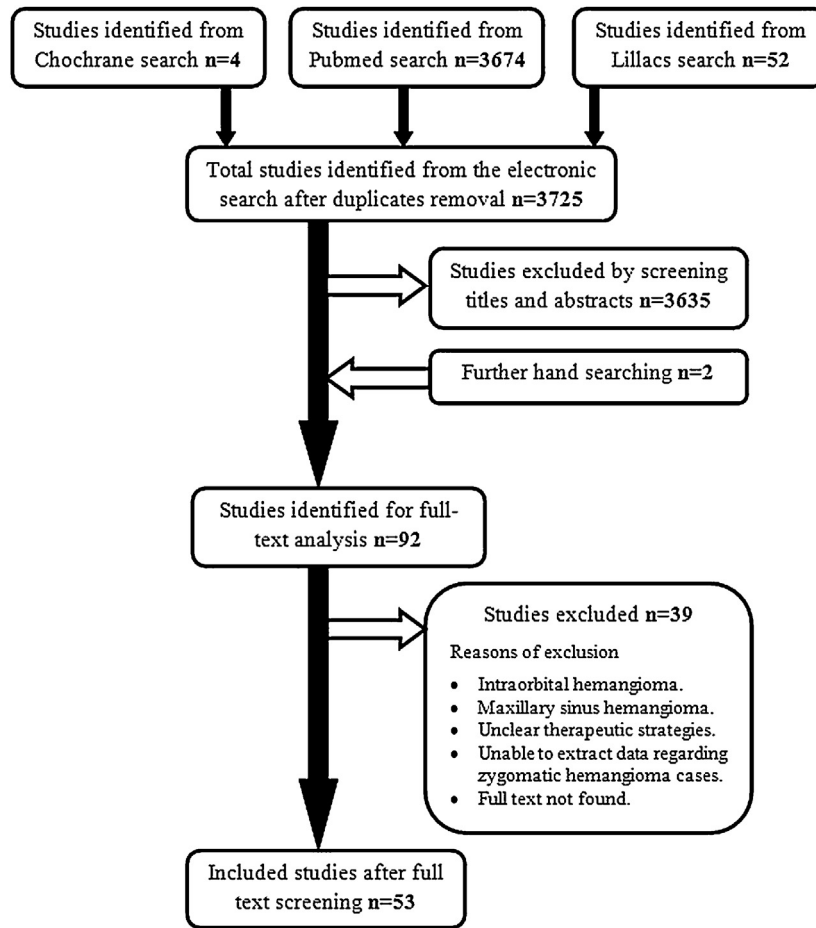 Studies identified from
Chochrane search n=4
Studies identified from
Pubmed search n=3674
Studies identified from
Lillacs search n=52
Total studies identified from the electronic
search after duplicates removal n=3725
Studies excluded by screening
titles and abstracts n=3635
Further hand searching n=2
Studies identified for full-
text analysis n=92
Studies excluded n=39
Reasons of exclusion
• Intraorbital hemangioma.
• Maxillary sinus hemangioma.
• Unclear therapeutic strategies.
• Unable to extract data regarding
zygomatic hemangioma cases.
• Full text not found.
Included studies after full
text screening n=53